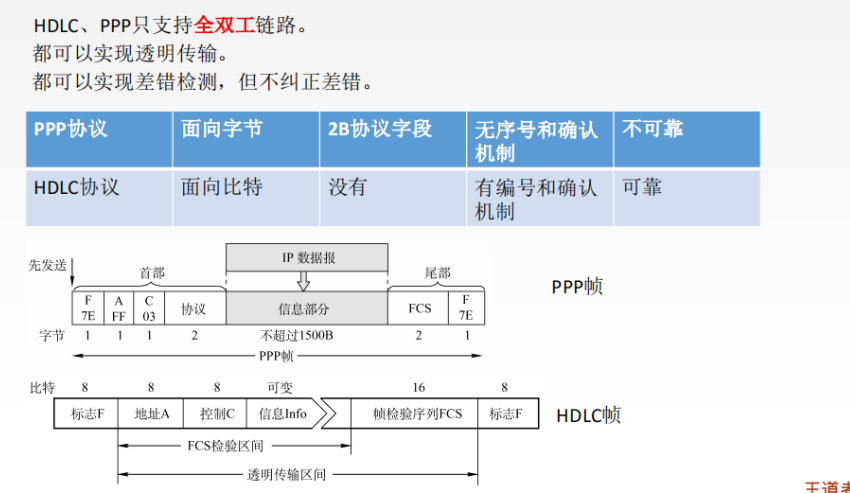 HDLC、PPP只支持全双工链路。
都可以实现透明传输。
都可以实现差错检测，但不纠正差错。
PPP协议 面向字节 2B协议字段 无序号和确认机制 不可靠
HDLC协议 面向比特 没有 有编号和确认机制 可靠
IP 数据报
先发送 首部 尾部
F 7E A FF C 03 协议 信息部分 FCS F 7E
PPP帧
字节 1 1 1 2 不超过1500B 2 1
PPP帧
比特 8 8 8 可变 16 8
标志F 地址A 控制C 信息Info 帧检验序列FCS 标志F
HDLC帧
FCS检验区间
透明传输区间